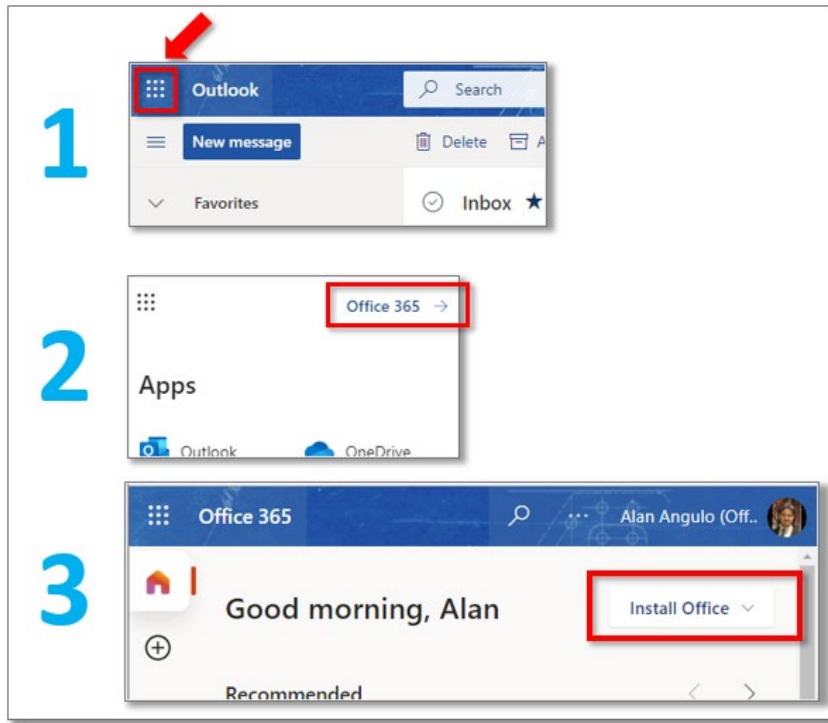 1
Outlook
Search
New message
Delete
A
Favorites
Inbox
2
Office 365
Apps
Outlook
OneDrive
3
Office 365
Alan Angulo (Off..
Good morning, Alan
Install Office
Recommended